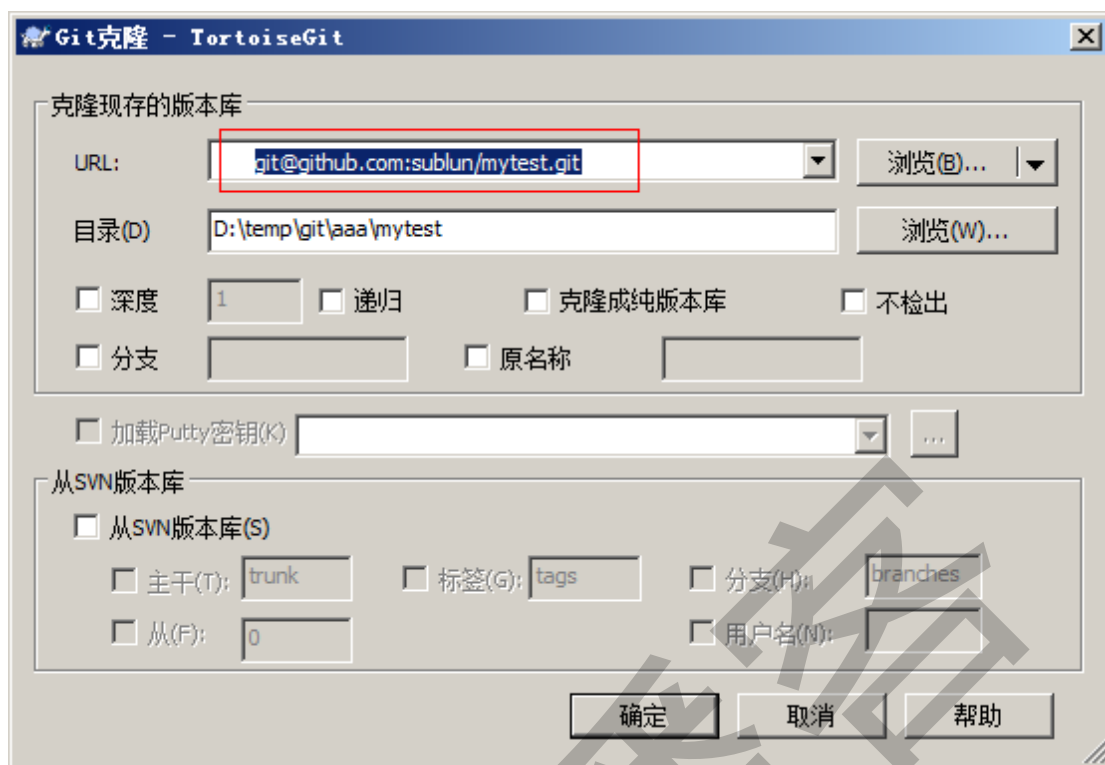 Git克隆 - TortoiseGit
克隆现存的版本库
URL: git@github.com:sublun/mytest.git 浏览(B)...
目录(D) D:\temp\git\aaa\mytest 浏览(W)...
深度 1 递归 克隆成纯版本库 不检出
分支 原名称
加载Putty密钥(K) ...
从SVN版本库
从SVN版本库(S)
主干(T): trunk 标签(G): tags 分支(H): branches
从(F): 0 用户名(N):
确定 取消 帮助